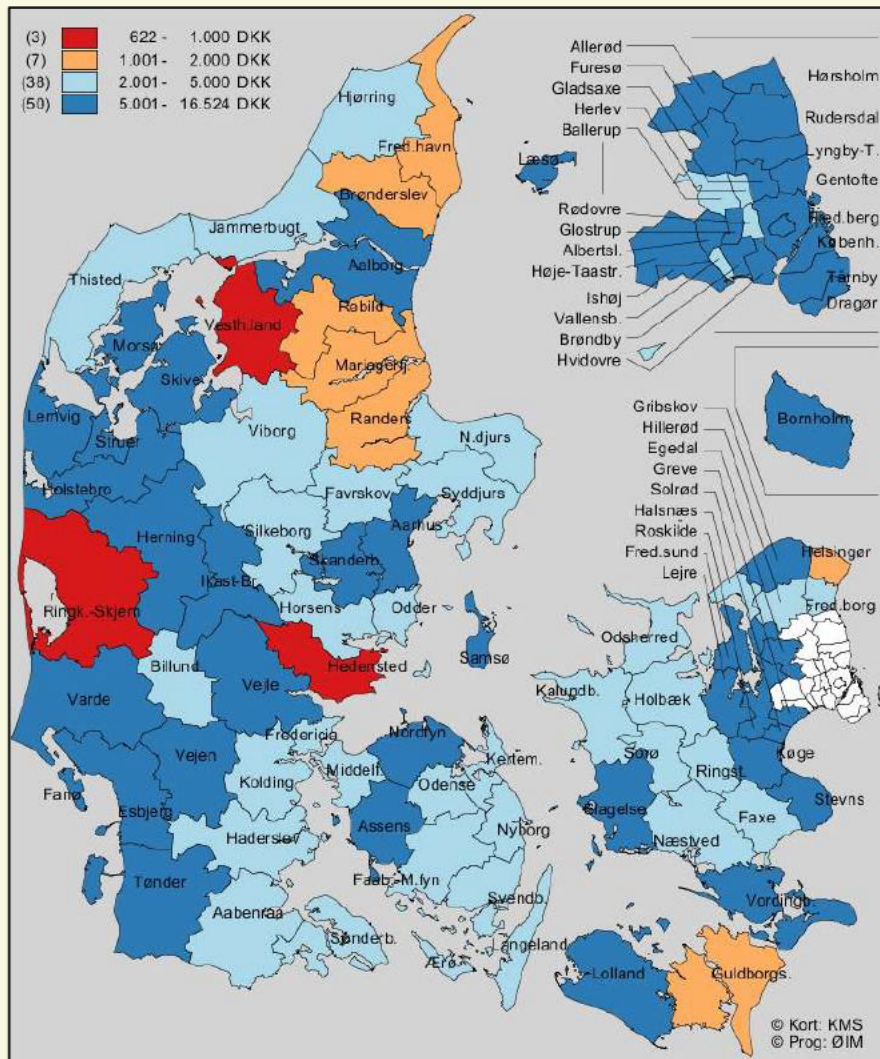 (3) 622 - 1.000 DKK
(7) 1.001 - 2.000 DKK
(38) 2.001 - 5.000 DKK
(50) 5.001 - 16.524 DKK
Allerød
Furesø
Gladsaxe
Herlev
Ballerup
Hørsholm
Rudersdal
Lyngby-T.
Gentofte
Fred.berg
Københ.
Tårnby
Dragør
Rødovre
Glostrup
Albertsl.
Høje-Taastr.
Ishøj
Vallensb.
Brøndby
Hvidovre
Hjørring
Fred.havn
Læsø
Brønderslev
Jammerbugt
Aalborg
Thisted
Vesth.land
Rebild
Morsø
Mariagerfj.
Skive
Lemvig
Struer
Viborg
Randers
N.djurs
Holstebro
Favrskov
Syddjurs
Herning
Silkeborg
Aarhus
Skanderb.
Ikast-Br.
Ringk.-Skjern
Horsens
Odder
Hedensted
Samsø
Billund
Vejle
Varde
Fredericia
Nordfyn
Vejen
Kolding
Middelf.
Kertem.
Odense
Fanø
Esbjerg
Assens
Nyborg
Haderslev
Tønder
Faab.-M.fyn
Svendb.
Aabenraa
Sønderb.
Ærø
Langeland
Bornholm
Gribskov
Hillerød
Egedal
Greve
Solrød
Halsnæs
Roskilde
Fred.sund
Lejre
Helsingør
Fred.borg
Odsherred
Kalundb.
Holbæk
Sorø
Ringst.
Køge
Stevns
Slagelse
Faxe
Næstved
Vordingb.
Lolland
Guldborgs.
© Kort: KMS
© Prog: ØIM